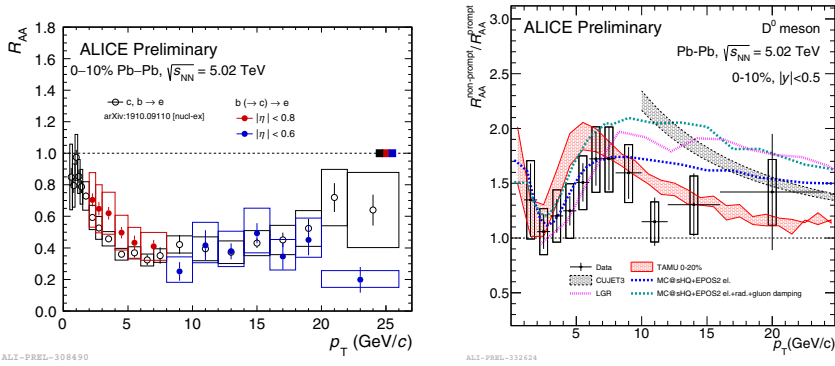 R_AA
1.8
1.6
1.4
1.2
1.0
0.8
0.6
0.4
0.2
0.0
ALICE Preliminary
0–10% Pb–Pb, √s_NN = 5.02 TeV
c, b → e
arXiv:1910.09110 [nucl-ex]
b (→ c) → e
|η| < 0.8
|η| < 0.6
0 5 10 15 20 25 30
p_T (GeV/c)
ALI-PREL-308490
R_AA^non-prompt/R_AA^prompt
3.0
2.5
2.0
1.5
1.0
0.5
ALICE Preliminary
D⁰ meson
Pb-Pb, √s_NN = 5.02 TeV
0-10%, |y|<0.5
Data
TAMU 0-20%
CUJET3
MC@sHQ+EPOS2 el.
LGR
MC@sHQ+EPOS2 el.+rad.+gluon damping
5 10 15 20
p_T(GeV/c)
ALI-PREL-332624